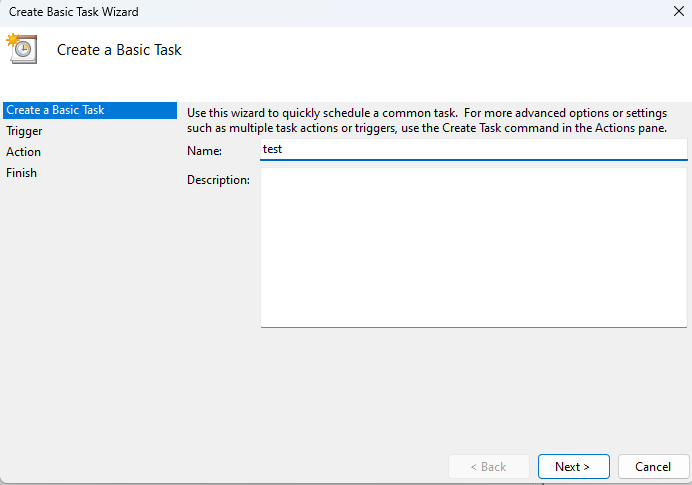 Create Basic Task Wizard
Create a Basic Task
Create a Basic Task
Trigger
Action
Finish
Use this wizard to quickly schedule a common task.  For more advanced options or settings
such as multiple task actions or triggers, use the Create Task command in the Actions pane.
Name: test
Description:
< Back Next > Cancel